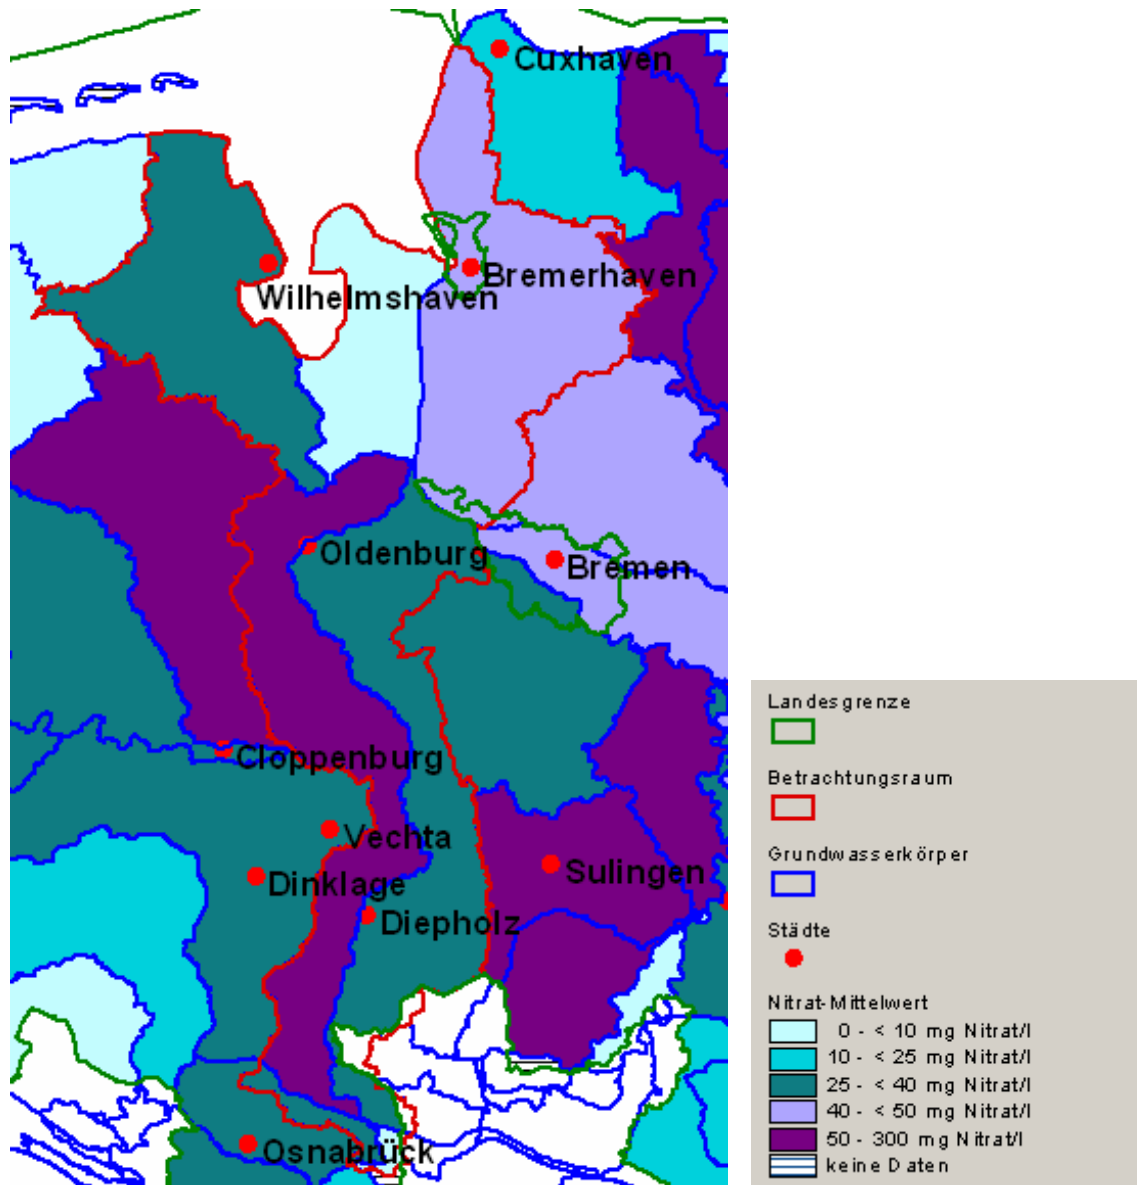 Cuxhaven
Bremerhaven
Wilhelmshaven
Oldenburg
Bremen
Cloppenburg
Vechta
Sulingen
Dinklage
Diepholz
Osnabrück
Landesgrenze
Betrachtungsraum
Grundwasserkörper
Städte
Nitrat-Mittelwert
0 - < 10 mg Nitrat/l
10 - < 25 mg Nitrat/l
25 - < 40 mg Nitrat/l
40 - < 50 mg Nitrat/l
50 - 300 mg Nitrat/l
keine Daten